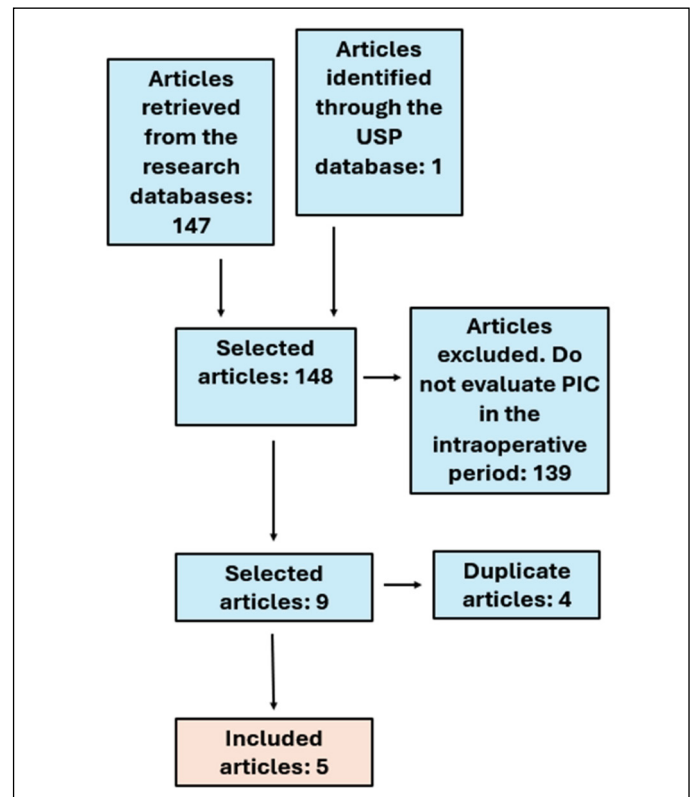 Articles
retrieved
from the
research
databases:
147
Articles
identified
through the
USP
database: 1
Selected
articles: 148
Articles
excluded. Do
not evaluate PIC
in the
intraoperative
period: 139
Selected
articles: 9
Duplicate
articles: 4
Included
articles: 5